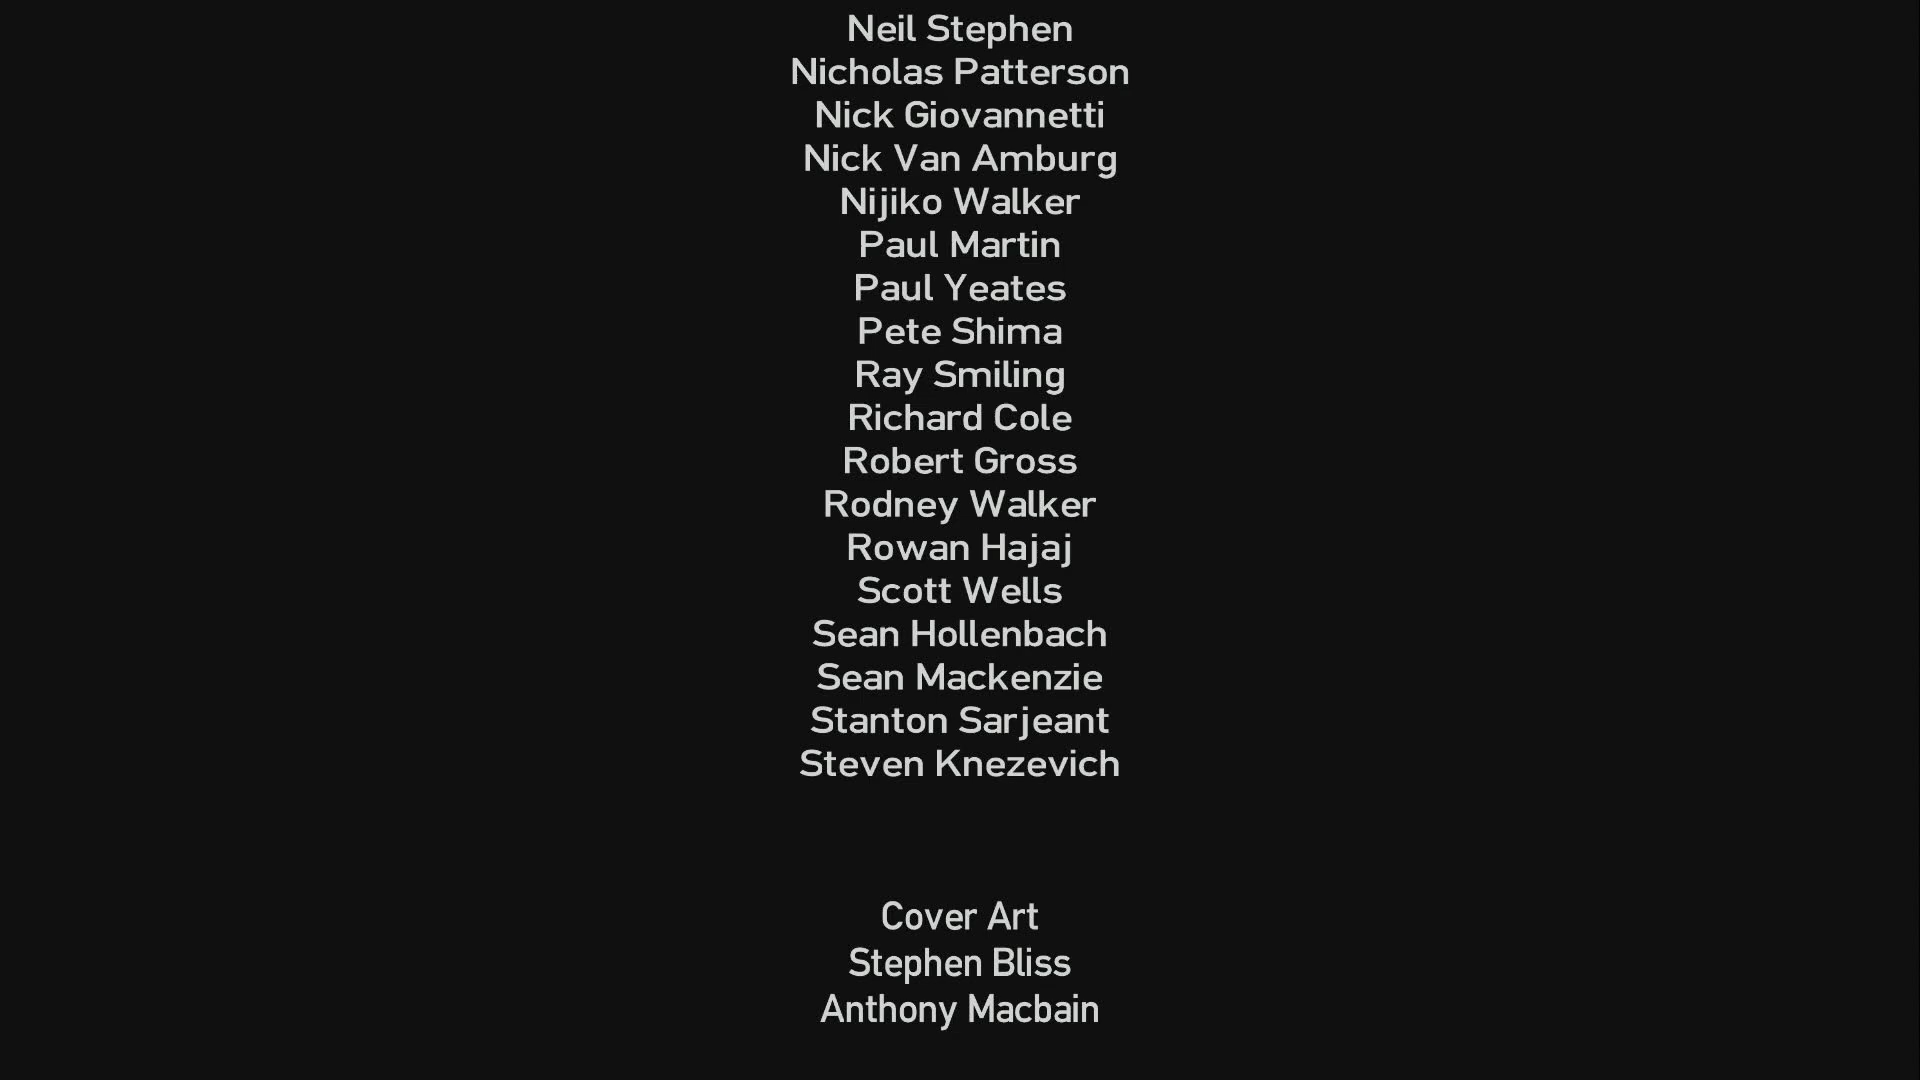 Neil Stephen
Nicholas Patterson
Nick Giovannetti
Nick Van Amburg
Nijiko Walker
Paul Martin
Paul Yeates
Pete Shima
Ray Smiling
Richard Cole
Robert Gross
Rodney Walker
Rowan Hajaj
Scott Wells
Sean Hollenbach
Sean Mackenzie
Stanton Sarjeant
Steven Knezevich
Cover Art
Stephen Bliss
Anthony Macbain